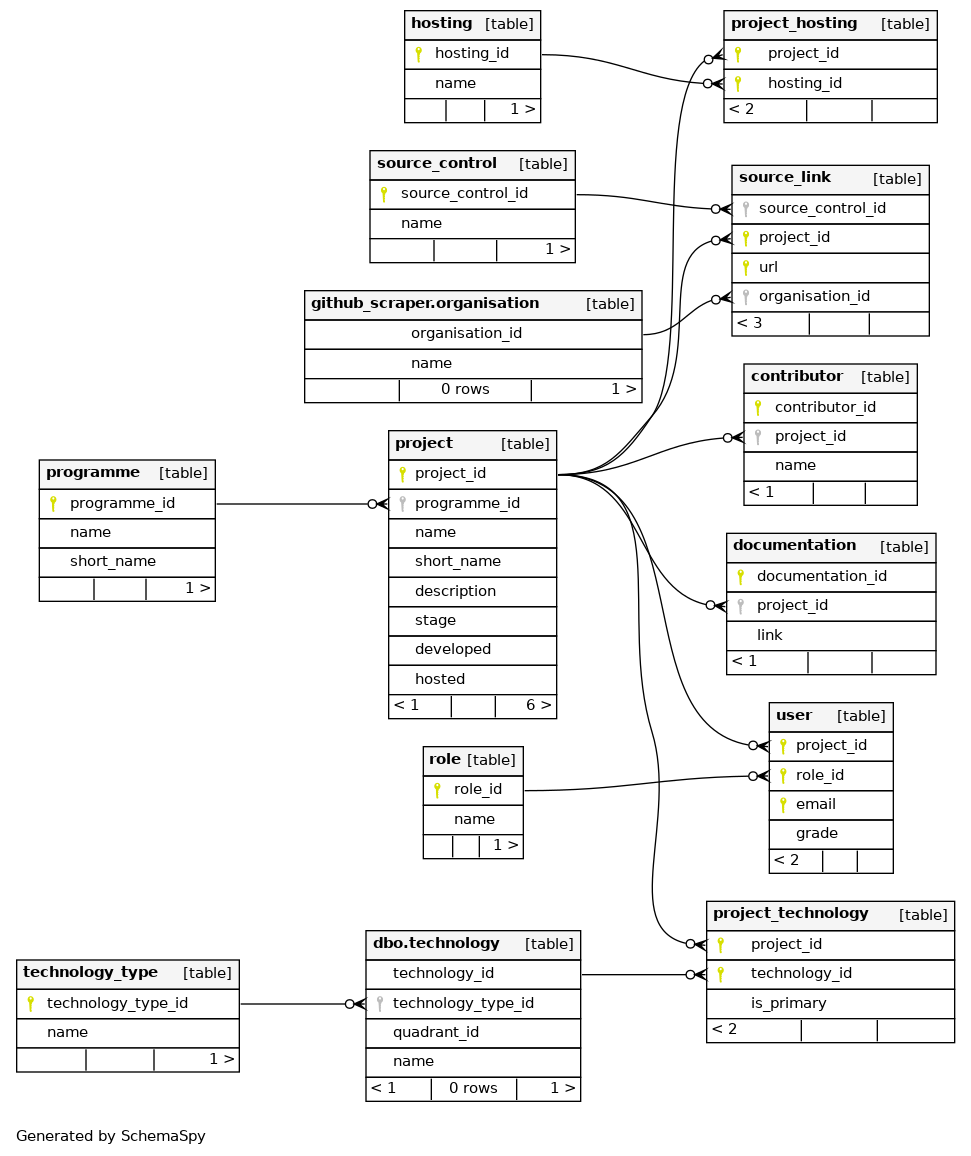 hosting [table]
hosting_id
name
1 >
project_hosting [table]
project_id
hosting_id
< 2
source_control [table]
source_control_id
name
1 >
source_link [table]
source_control_id
project_id
url
organisation_id
< 3
github_scraper.organisation [table]
organisation_id
name
0 rows 1 >
contributor [table]
contributor_id
project_id
name
< 1
programme [table]
programme_id
name
short_name
1 >
project [table]
project_id
programme_id
name
short_name
description
stage
developed
hosted
< 1 6 >
documentation [table]
documentation_id
project_id
link
< 1
user [table]
project_id
role_id
email
grade
< 2
role [table]
role_id
name
1 >
project_technology [table]
project_id
technology_id
is_primary
< 2
technology_type [table]
technology_type_id
name
1 >
dbo.technology [table]
technology_id
technology_type_id
quadrant_id
name
< 1 0 rows 1 >
Generated by SchemaSpy